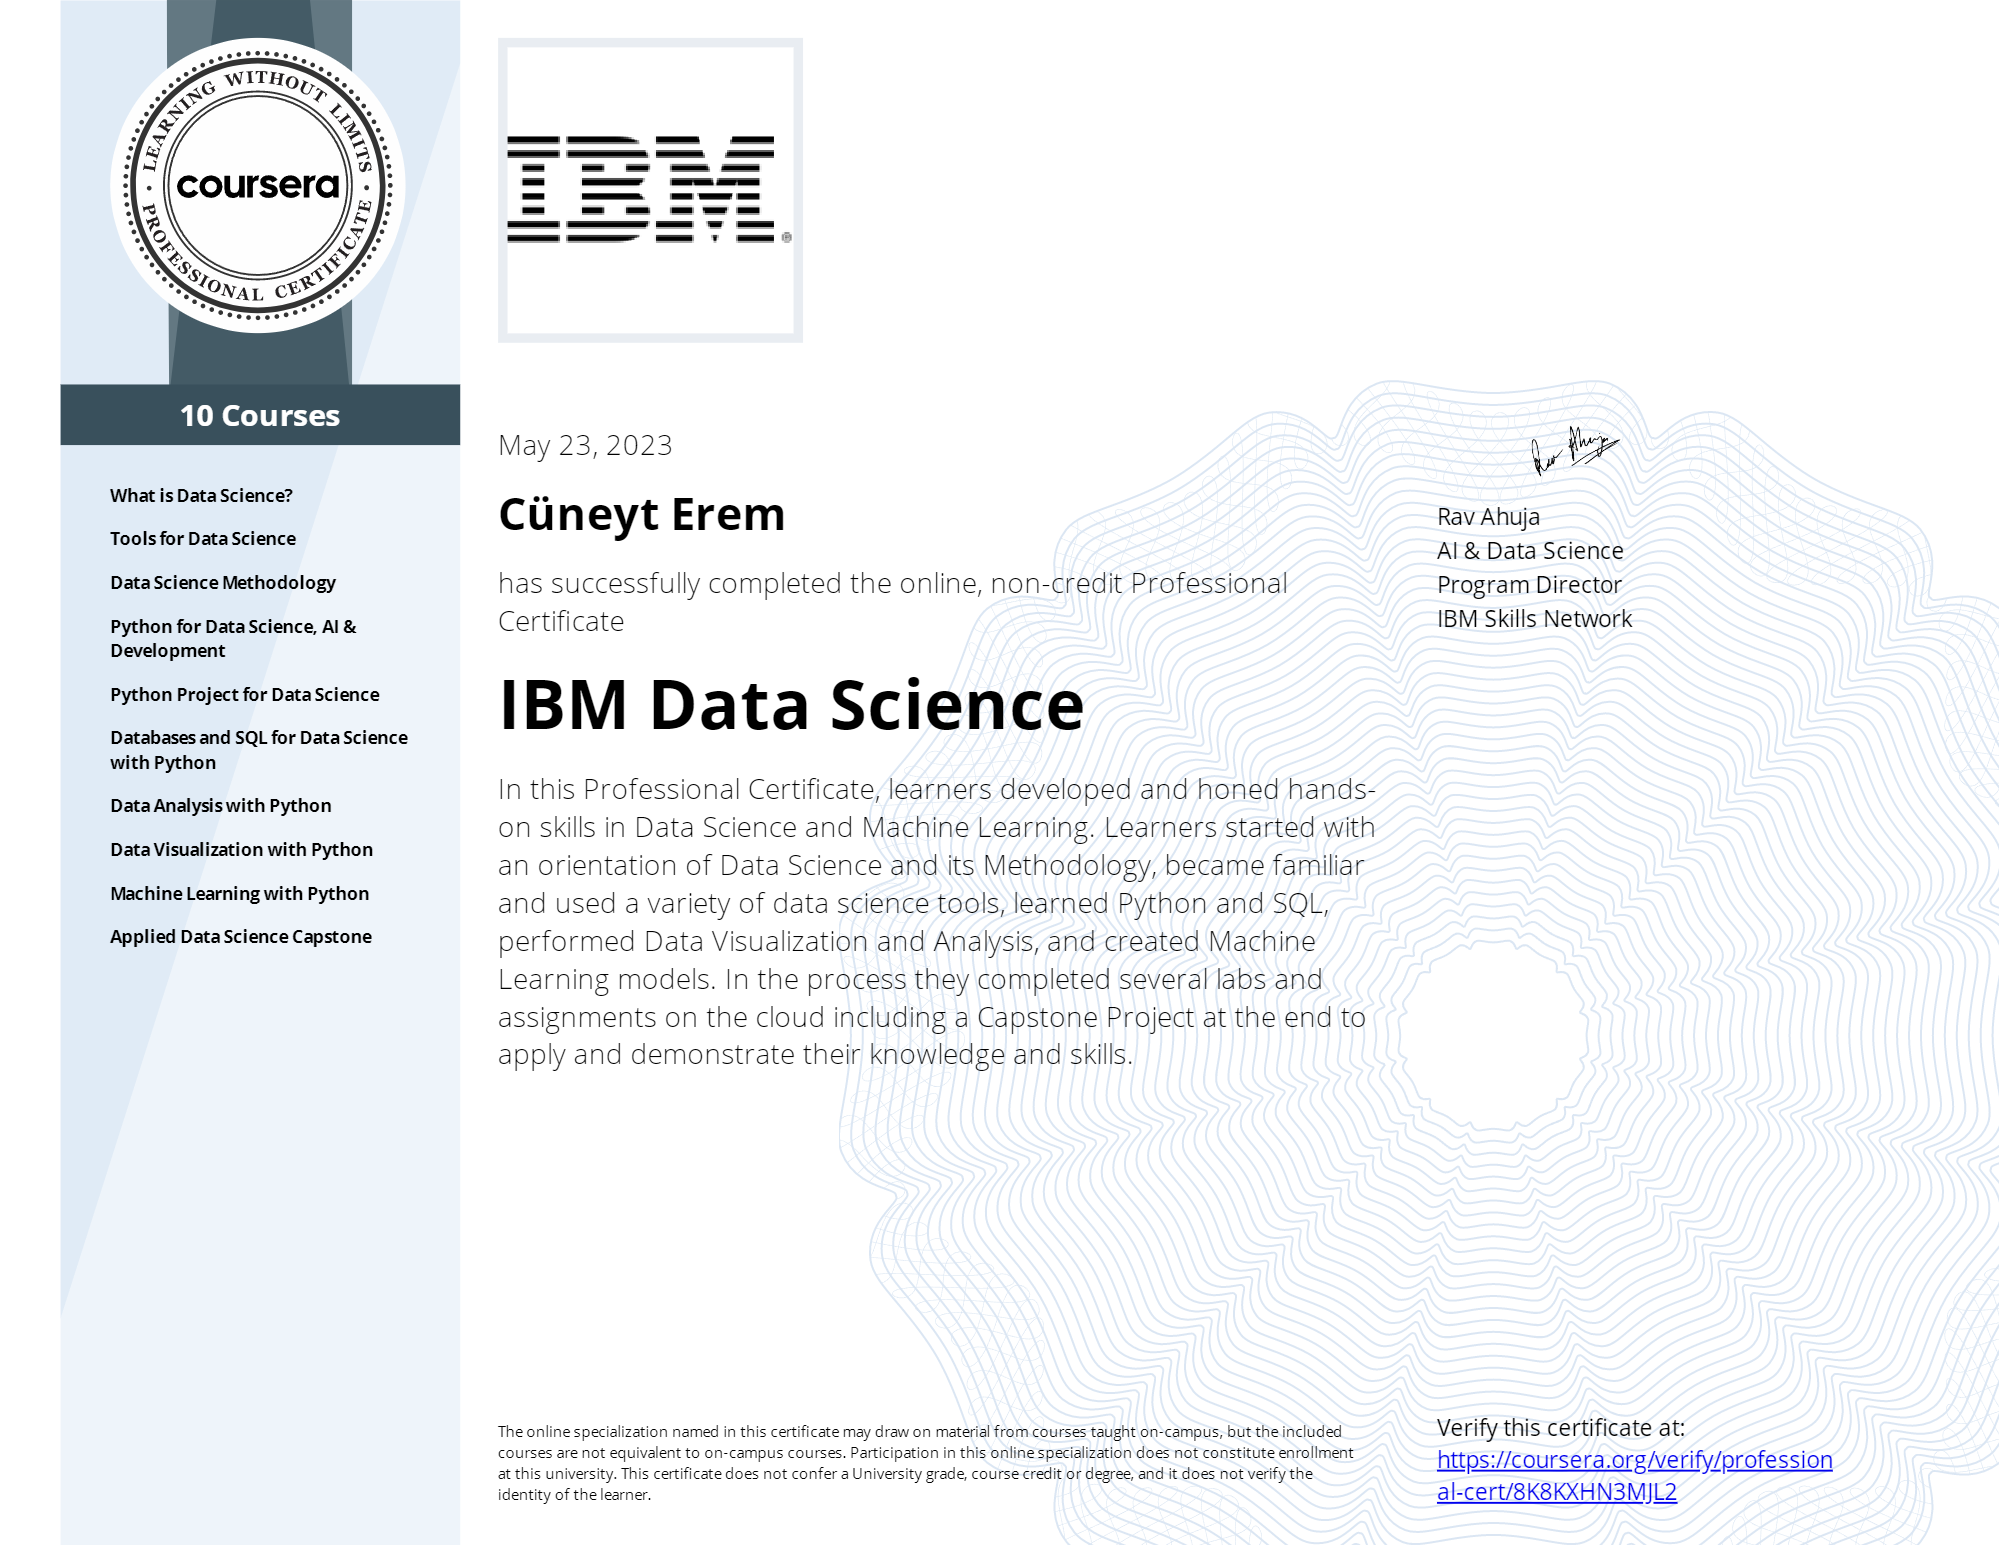 LEARNING WITHOUT LIMITS
coursera
PROFESSIONAL CERTIFICATE
10 Courses
What is Data Science?
Tools for Data Science
Data Science Methodology
Python for Data Science, AI &
Development
Python Project for Data Science
Databases and SQL for Data Science
with Python
Data Analysis with Python
Data Visualization with Python
Machine Learning with Python
Applied Data Science Capstone
IBM®
May 23, 2023
Cüneyt Erem
has successfully completed the online, non-credit Professional
Certificate
IBM Data Science
In this Professional Certificate, learners developed and honed hands-
on skills in Data Science and Machine Learning. Learners started with
an orientation of Data Science and its Methodology, became familiar
and used a variety of data science tools, learned Python and SQL,
performed Data Visualization and Analysis, and created Machine
Learning models. In the process they completed several labs and
assignments on the cloud including a Capstone Project at the end to
apply and demonstrate their knowledge and skills.
Rav Ahuja
Rav Ahuja
AI & Data Science
Program Director
IBM Skills Network
The online specialization named in this certificate may draw on material from courses taught on-campus, but the included
courses are not equivalent to on-campus courses. Participation in this online specialization does not constitute enrollment
at this university. This certificate does not confer a University grade, course credit or degree, and it does not verify the
identity of the learner.
Verify this certificate at:
https://coursera.org/verify/profession
al-cert/8K8KXHN3MJL2